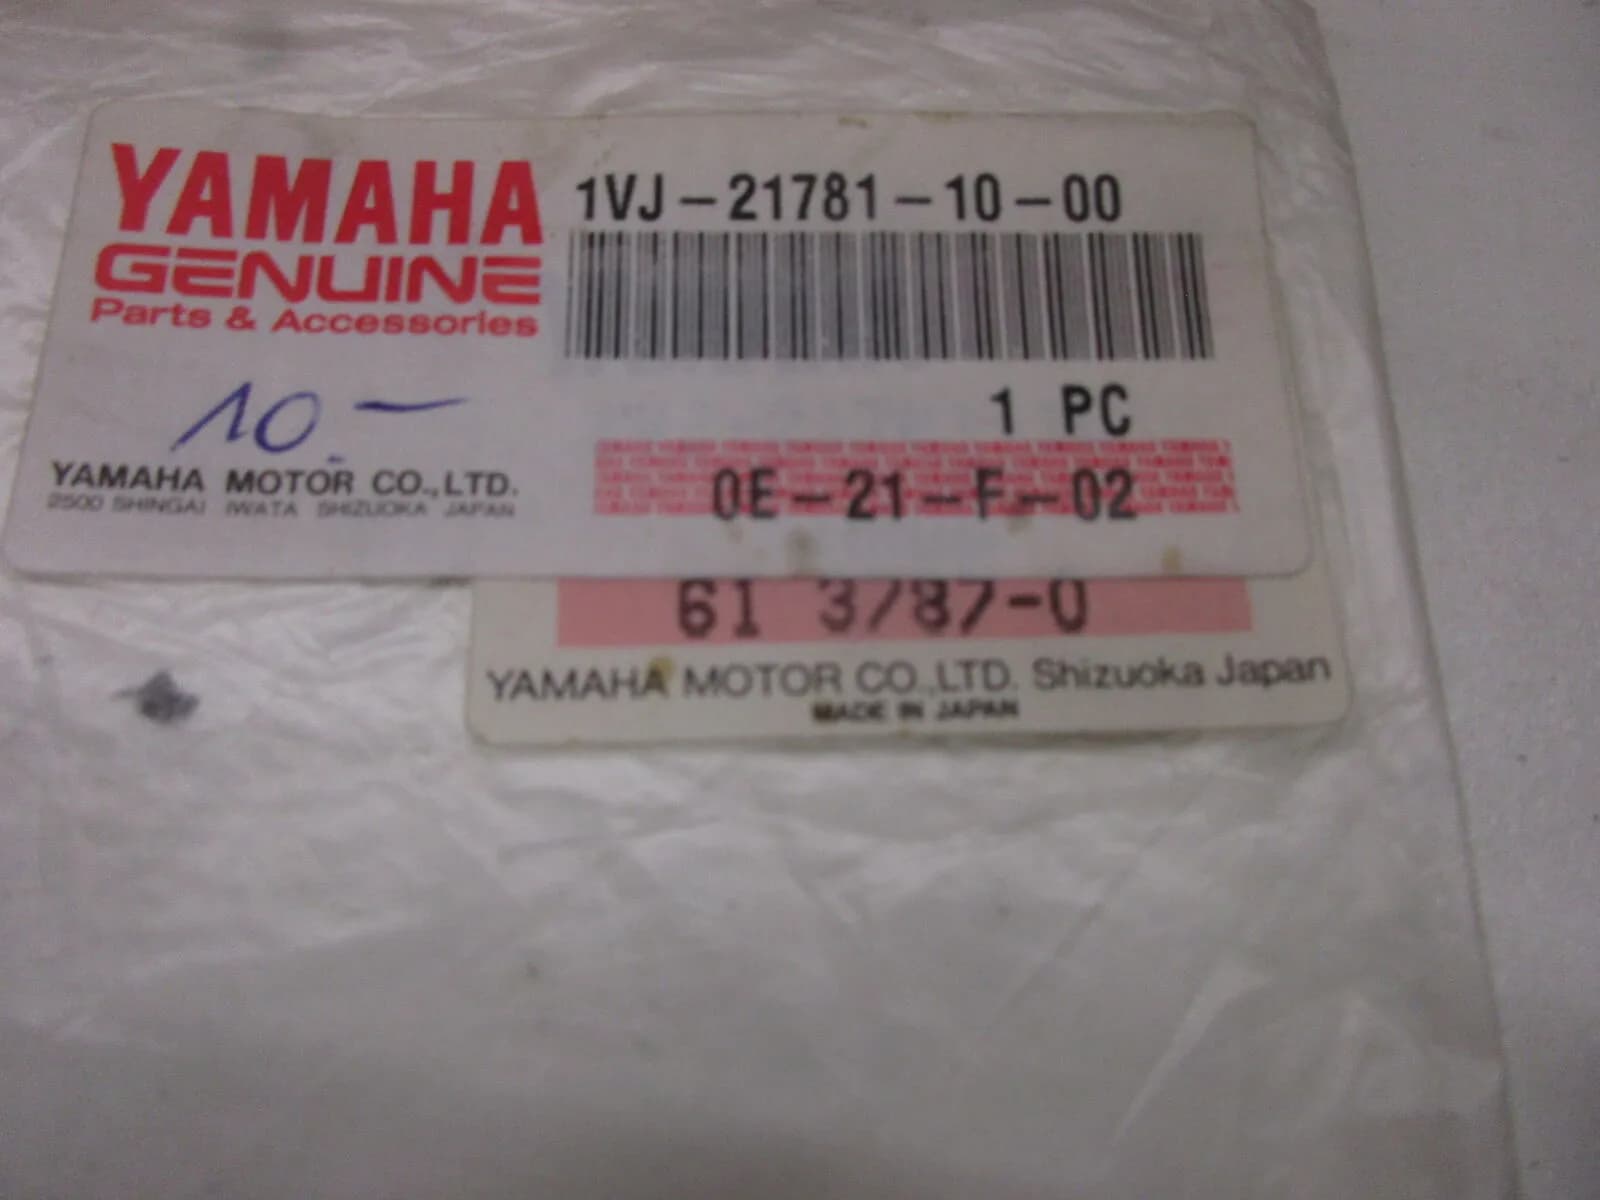 YAMAHA
GENUINE
Parts & Accessories
1VJ-21781-10-00
10-
1 PC
YAMAHA MOTOR CO.,LTD.
2500 SHINGAI IWATA SHIZUOKA JAPAN
0E-21-F-02
61 3787-0
YAMAHA MOTOR CO.,LTD. Shizuoka Japan
MADE IN JAPAN